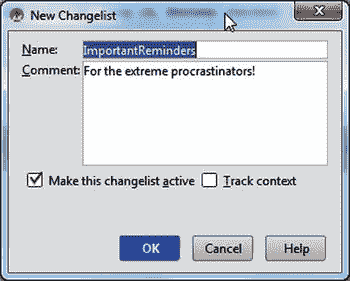 New Changelist
Name: ImportantReminders
Comment: For the extreme procrastinators!
Make this changelist active Track context
OK Cancel Help